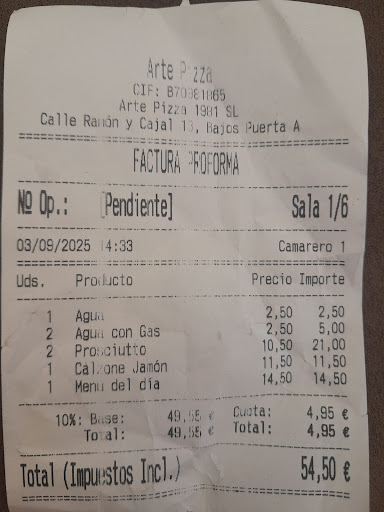 Arte Pizza
CIF: B70981865
Arte Pizza 1981 SL
Calle Ramón y Cajal 13, Bajos Puerta A
FACTURA PROFORMA
Nº Op.: [Pendiente] Sala 1/6
03/09/2025 14:33 Camarero 1
Uds. Producto Precio Importe
1 Agua 2,50 2,50
2 Agua con Gas 2,50 5,00
2 Prosciutto 10,50 21,00
1 Calzone Jamón 11,50 11,50
1 Menu del día 14,50 14,50
10%: Base: 49,55 € Cuota: 4,95 €
Total: 49,55 € Total: 4,95 €
Total (Impuestos Incl.) 54,50 €